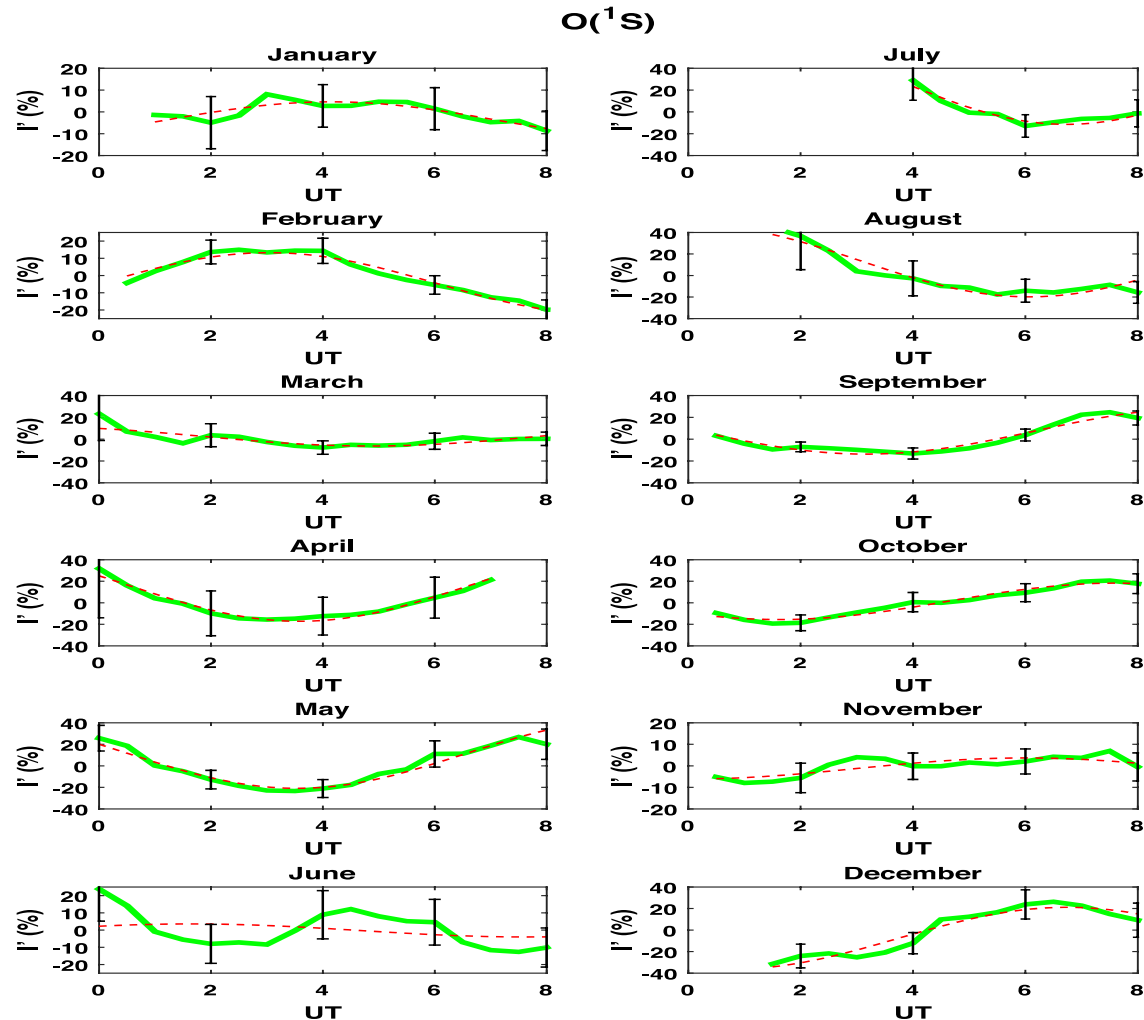 O(¹S)
January
I' (%)
20
10
0
-10
-20
0 2 4 6 8
UT
July
I' (%)
40
20
0
-20
-40
0 2 4 6 8
UT
February
I' (%)
20
10
0
-10
-20
0 2 4 6 8
UT
August
I' (%)
40
20
0
-20
-40
0 2 4 6 8
UT
March
I' (%)
40
20
0
-20
-40
0 2 4 6 8
UT
September
I' (%)
40
20
0
-20
-40
0 2 4 6 8
UT
April
I' (%)
40
20
0
-20
-40
0 2 4 6 8
UT
October
I' (%)
40
20
0
-20
-40
0 2 4 6 8
UT
May
I' (%)
40
20
0
-20
-40
0 2 4 6 8
UT
November
I' (%)
20
10
0
-10
-20
0 2 4 6 8
UT
June
I' (%)
20
10
0
-10
-20
0 2 4 6 8
UT
December
I' (%)
40
20
0
-20
-40
0 2 4 6 8
UT